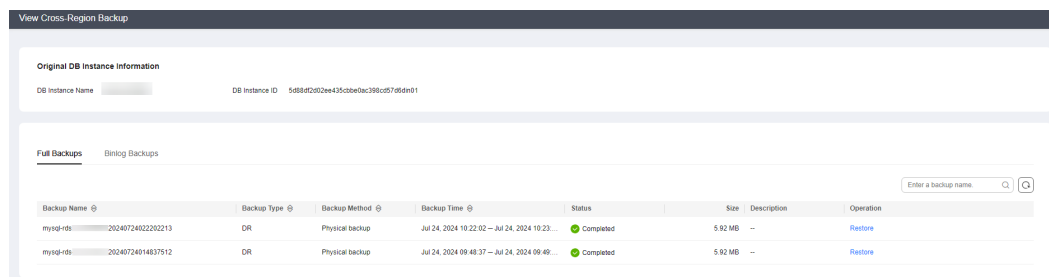 View Cross-Region Backup
Original DB Instance Information
DB Instance Name DB Instance ID 5d88df2d02ee435cbbe0ac398cd57d6din01
Full Backups Binlog Backups
Enter a backup name.
Backup Name Backup Type Backup Method Backup Time Status Size Description Operation
mysql-rds 20240724022202213 DR Physical backup Jul 24, 2024 10:22:02 – Jul 24, 2024 10:23:... Completed 5.92 MB -- Restore
mysql-rds 20240724014837512 DR Physical backup Jul 24, 2024 09:48:37 – Jul 24, 2024 09:49:... Completed 5.92 MB -- Restore